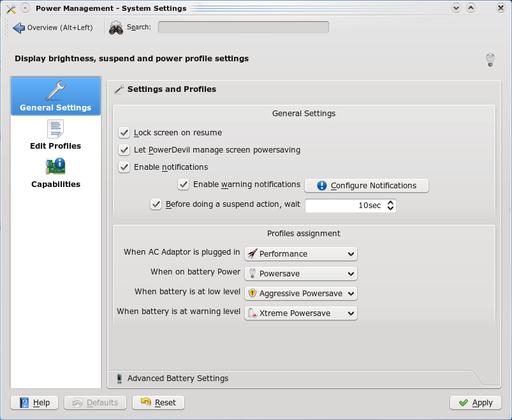 Power Management - System Settings
Overview (Alt+Left)
Search:
Display brightness, suspend and power profile settings
General Settings
Edit Profiles
Capabilities
Settings and Profiles
General Settings
Lock screen on resume
Let PowerDevil manage screen powersaving
Enable notifications
Enable warning notifications
Configure Notifications
Before doing a suspend action, wait
10sec
Profiles assignment
When AC Adaptor is plugged in
Performance
When on battery Power
Powersave
When battery is at low level
Aggressive Powersave
When battery is at warning level
Xtreme Powersave
Advanced Battery Settings
Help
Defaults
Reset
Apply